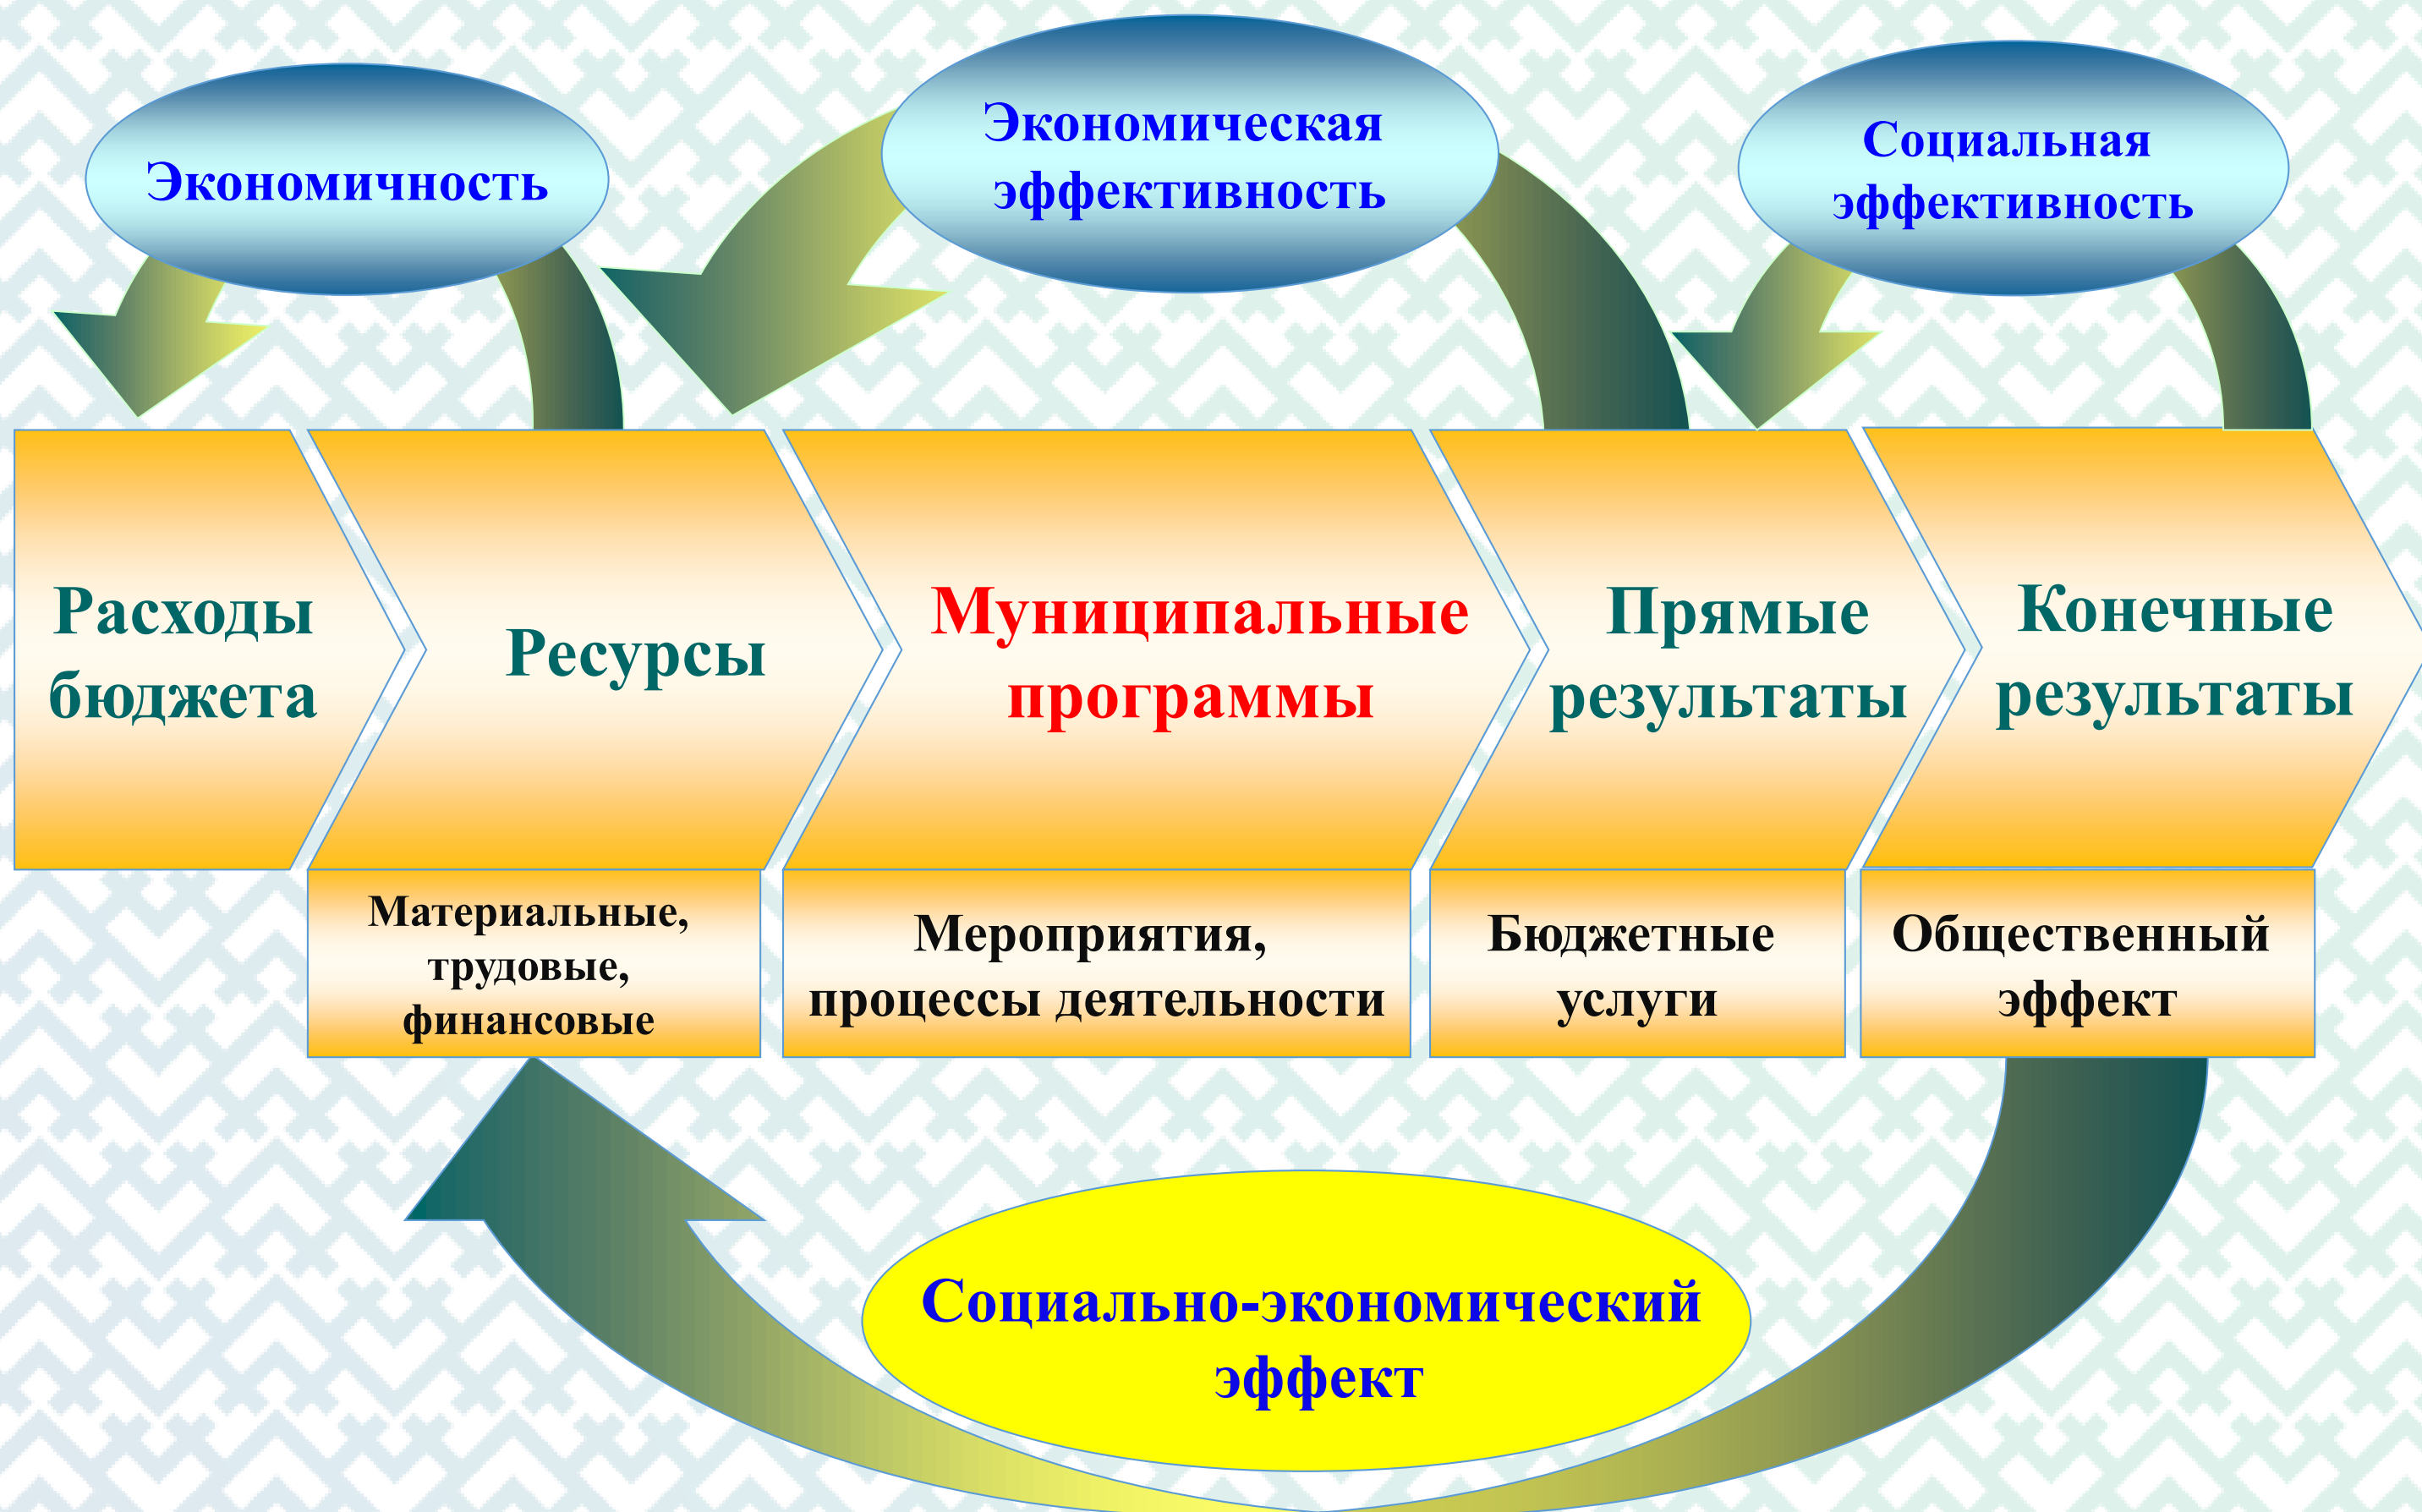 Экономичность
Экономическая
эффективность
Социальная
эффективность
Расходы
бюджета
Ресурсы
Муниципальные
программы
Прямые
результаты
Конечные
результаты
Материальные,
трудовые,
финансовые
Мероприятия,
процессы деятельности
Бюджетные
услуги
Общественный
эффект
Социально-экономический
эффект